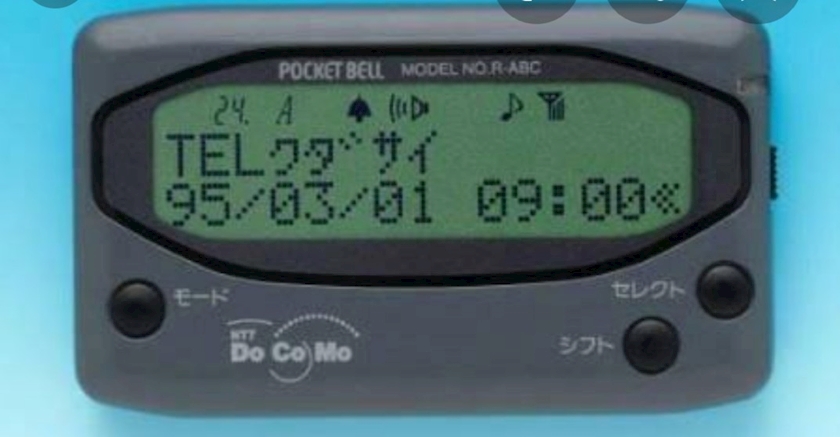 POCKET BELL MODEL NO.R-ABC
24. A
TELクダサイ
95/03/01 09:00«
モード
セレクト
シフト
NTT
DoCoMo